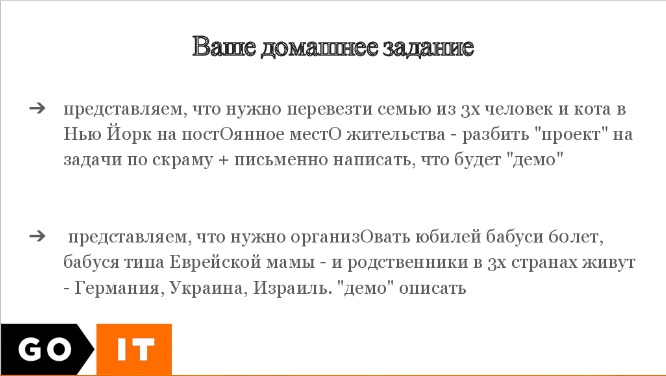 Ваше домашнее задание
➔ представляем, что нужно перевезти семью из 3х человек и кота в
Нью Йорк на постОянное местО жительства - разбить "проект" на
задачи по скраму + письменно написать, что будет "демо"
➔ представляем, что нужно организОвать юбилей бабуси 60лет,
бабуся типа Еврейской мамы - и родственники в 3х странах живут
- Германия, Украина, Израиль. "демо" описать
GO IT